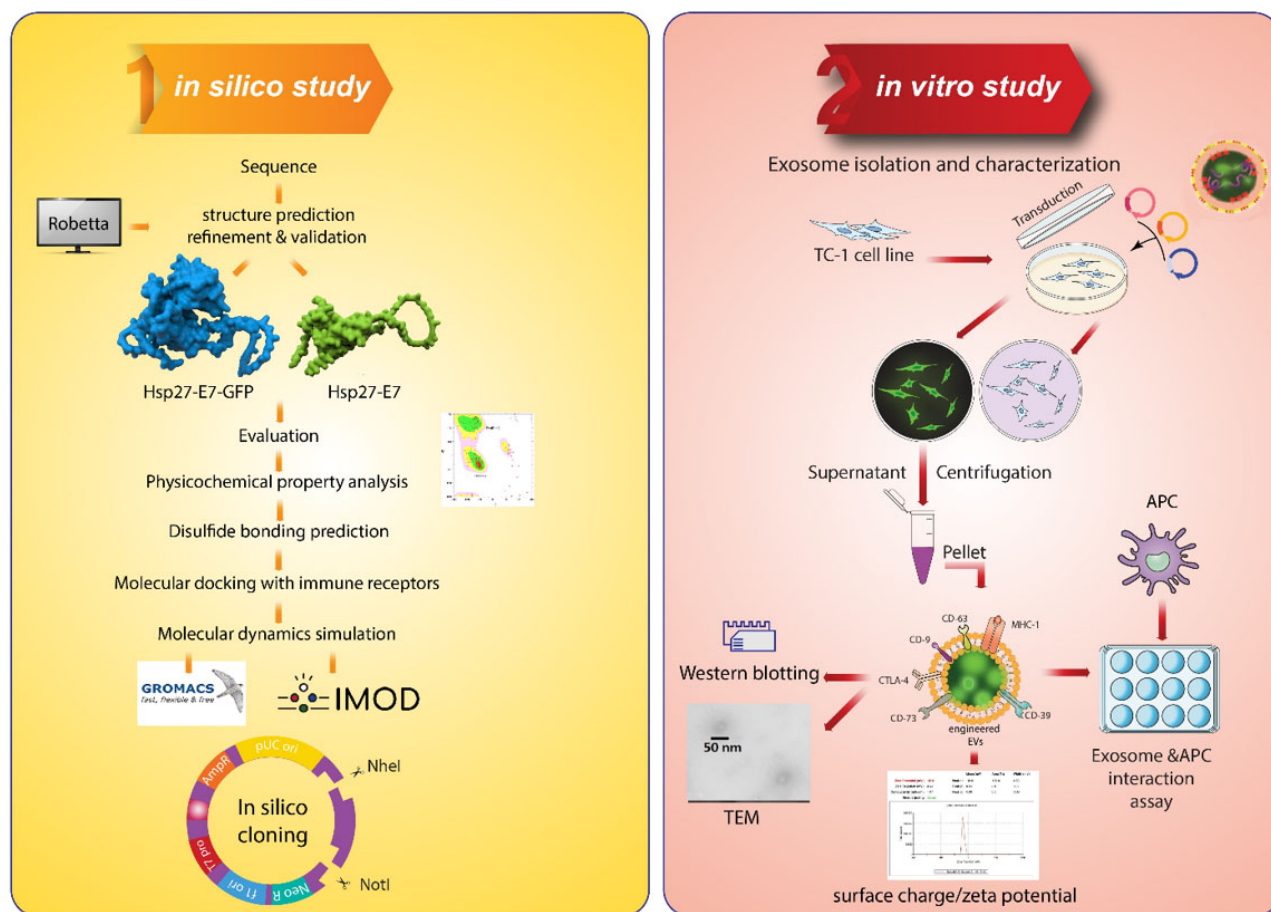 1 in silico study
Sequence
Robetta
structure prediction
refinement & validation
Hsp27-E7-GFP
Hsp27-E7
Evaluation
Physicochemical property analysis
Disulfide bonding prediction
Molecular docking with immune receptors
Molecular dynamics simulation
GROMACS
fast, flexible & free
IMOD
pUC ori
AmpR
NheI
In silico
cloning
T7 pro
f1 ori
Neo R
NotI
2 in vitro study
Exosome isolation and characterization
Transduction
TC-1 cell line
Supernatant
Centrifugation
APC
Pellet
CD-63
MHC-1
CD-9
Western blotting
CTLA-4
CD-73
CD-39
engineered
EVs
50 nm
TEM
Exosome &APC
interaction
assay
surface charge/zeta potential